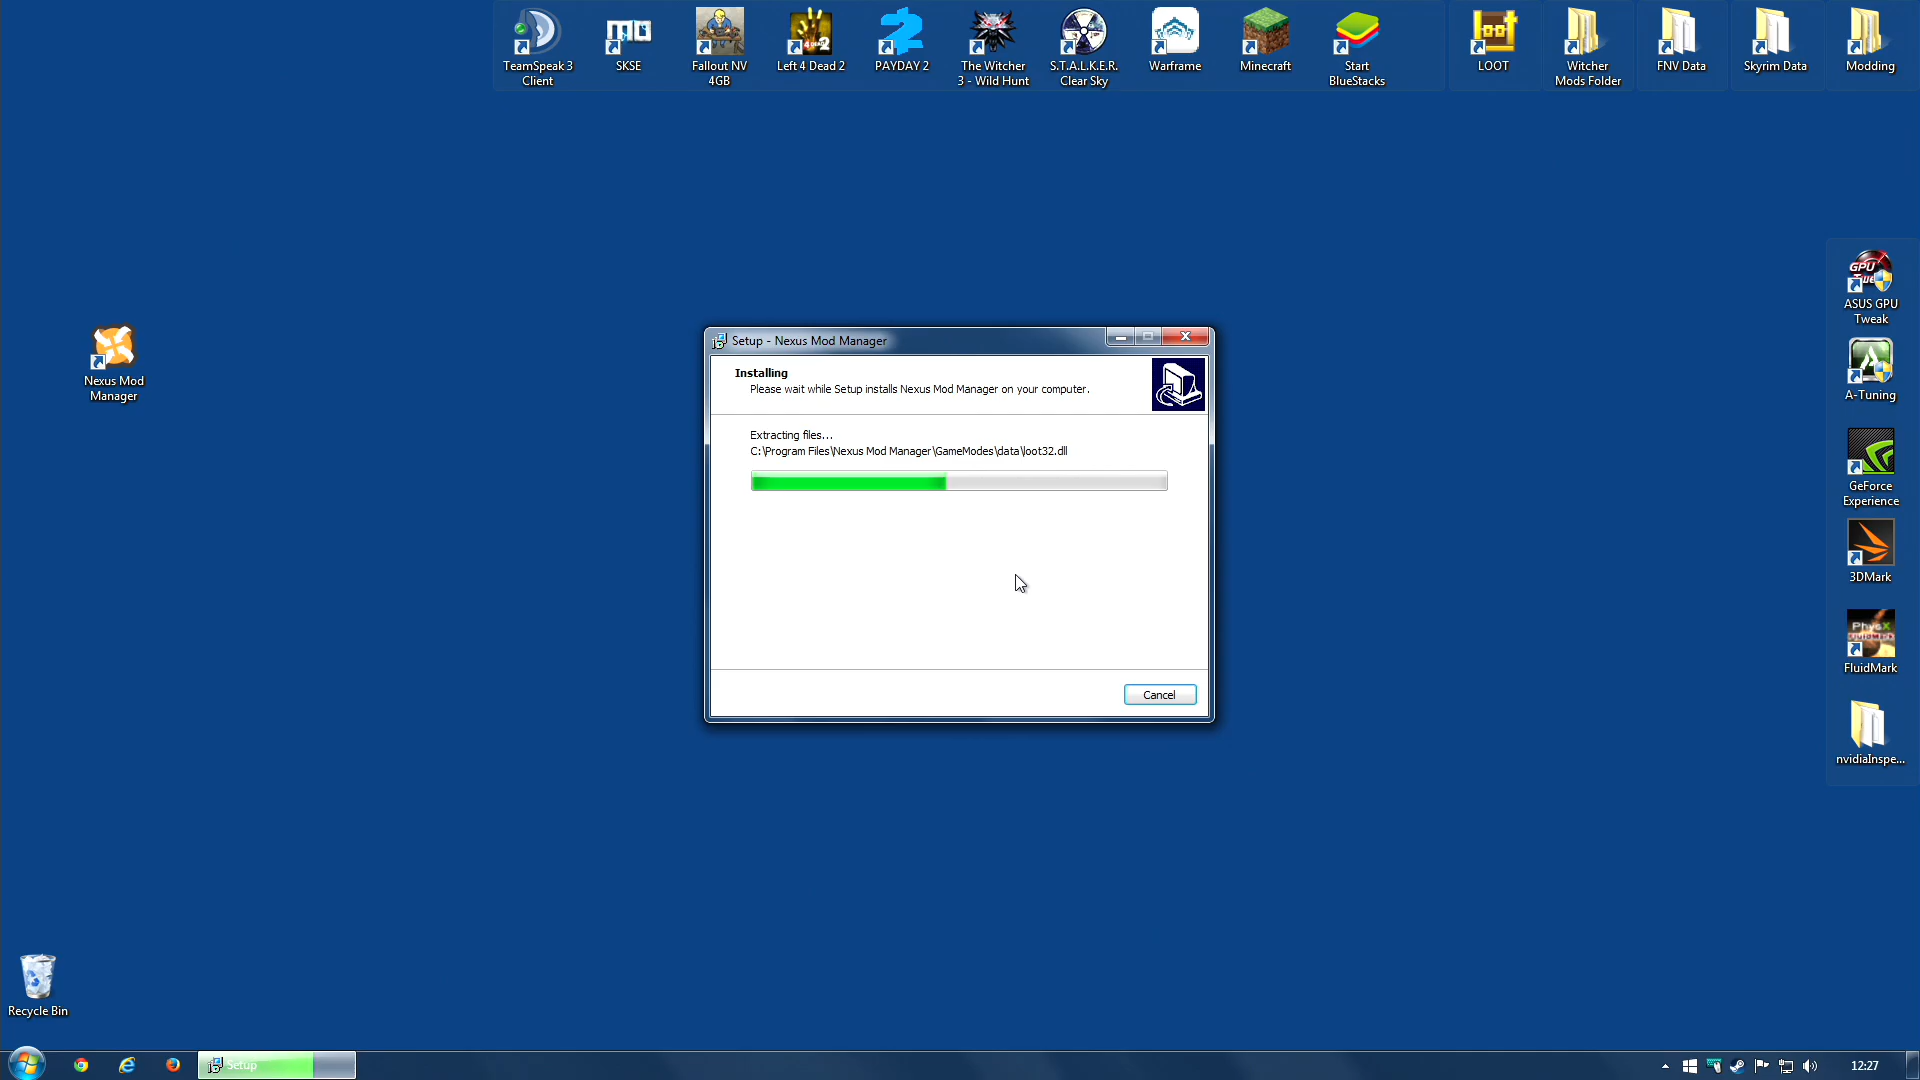 TeamSpeak 3
Client
SKSE
Fallout NV
4GB
Left 4 Dead 2
PAYDAY 2
The Witcher
3 - Wild Hunt
S.T.A.L.K.E.R.
Clear Sky
Warframe
Minecraft
Start
BlueStacks
LOOT
Witcher
Mods Folder
FNV Data
Skyrim Data
Modding
Nexus Mod
Manager
Setup - Nexus Mod Manager
Installing
Please wait while Setup installs Nexus Mod Manager on your computer.
Extracting files...
C:\Program Files\Nexus Mod Manager\GameModes\data\loot32.dll
Cancel
GPU
ASUS GPU
Tweak
A-Tuning
GeForce
Experience
3DMark
PhysX
FluidMark
FluidMark
nvidiaInspe...
Recycle Bin
Setup
12:27